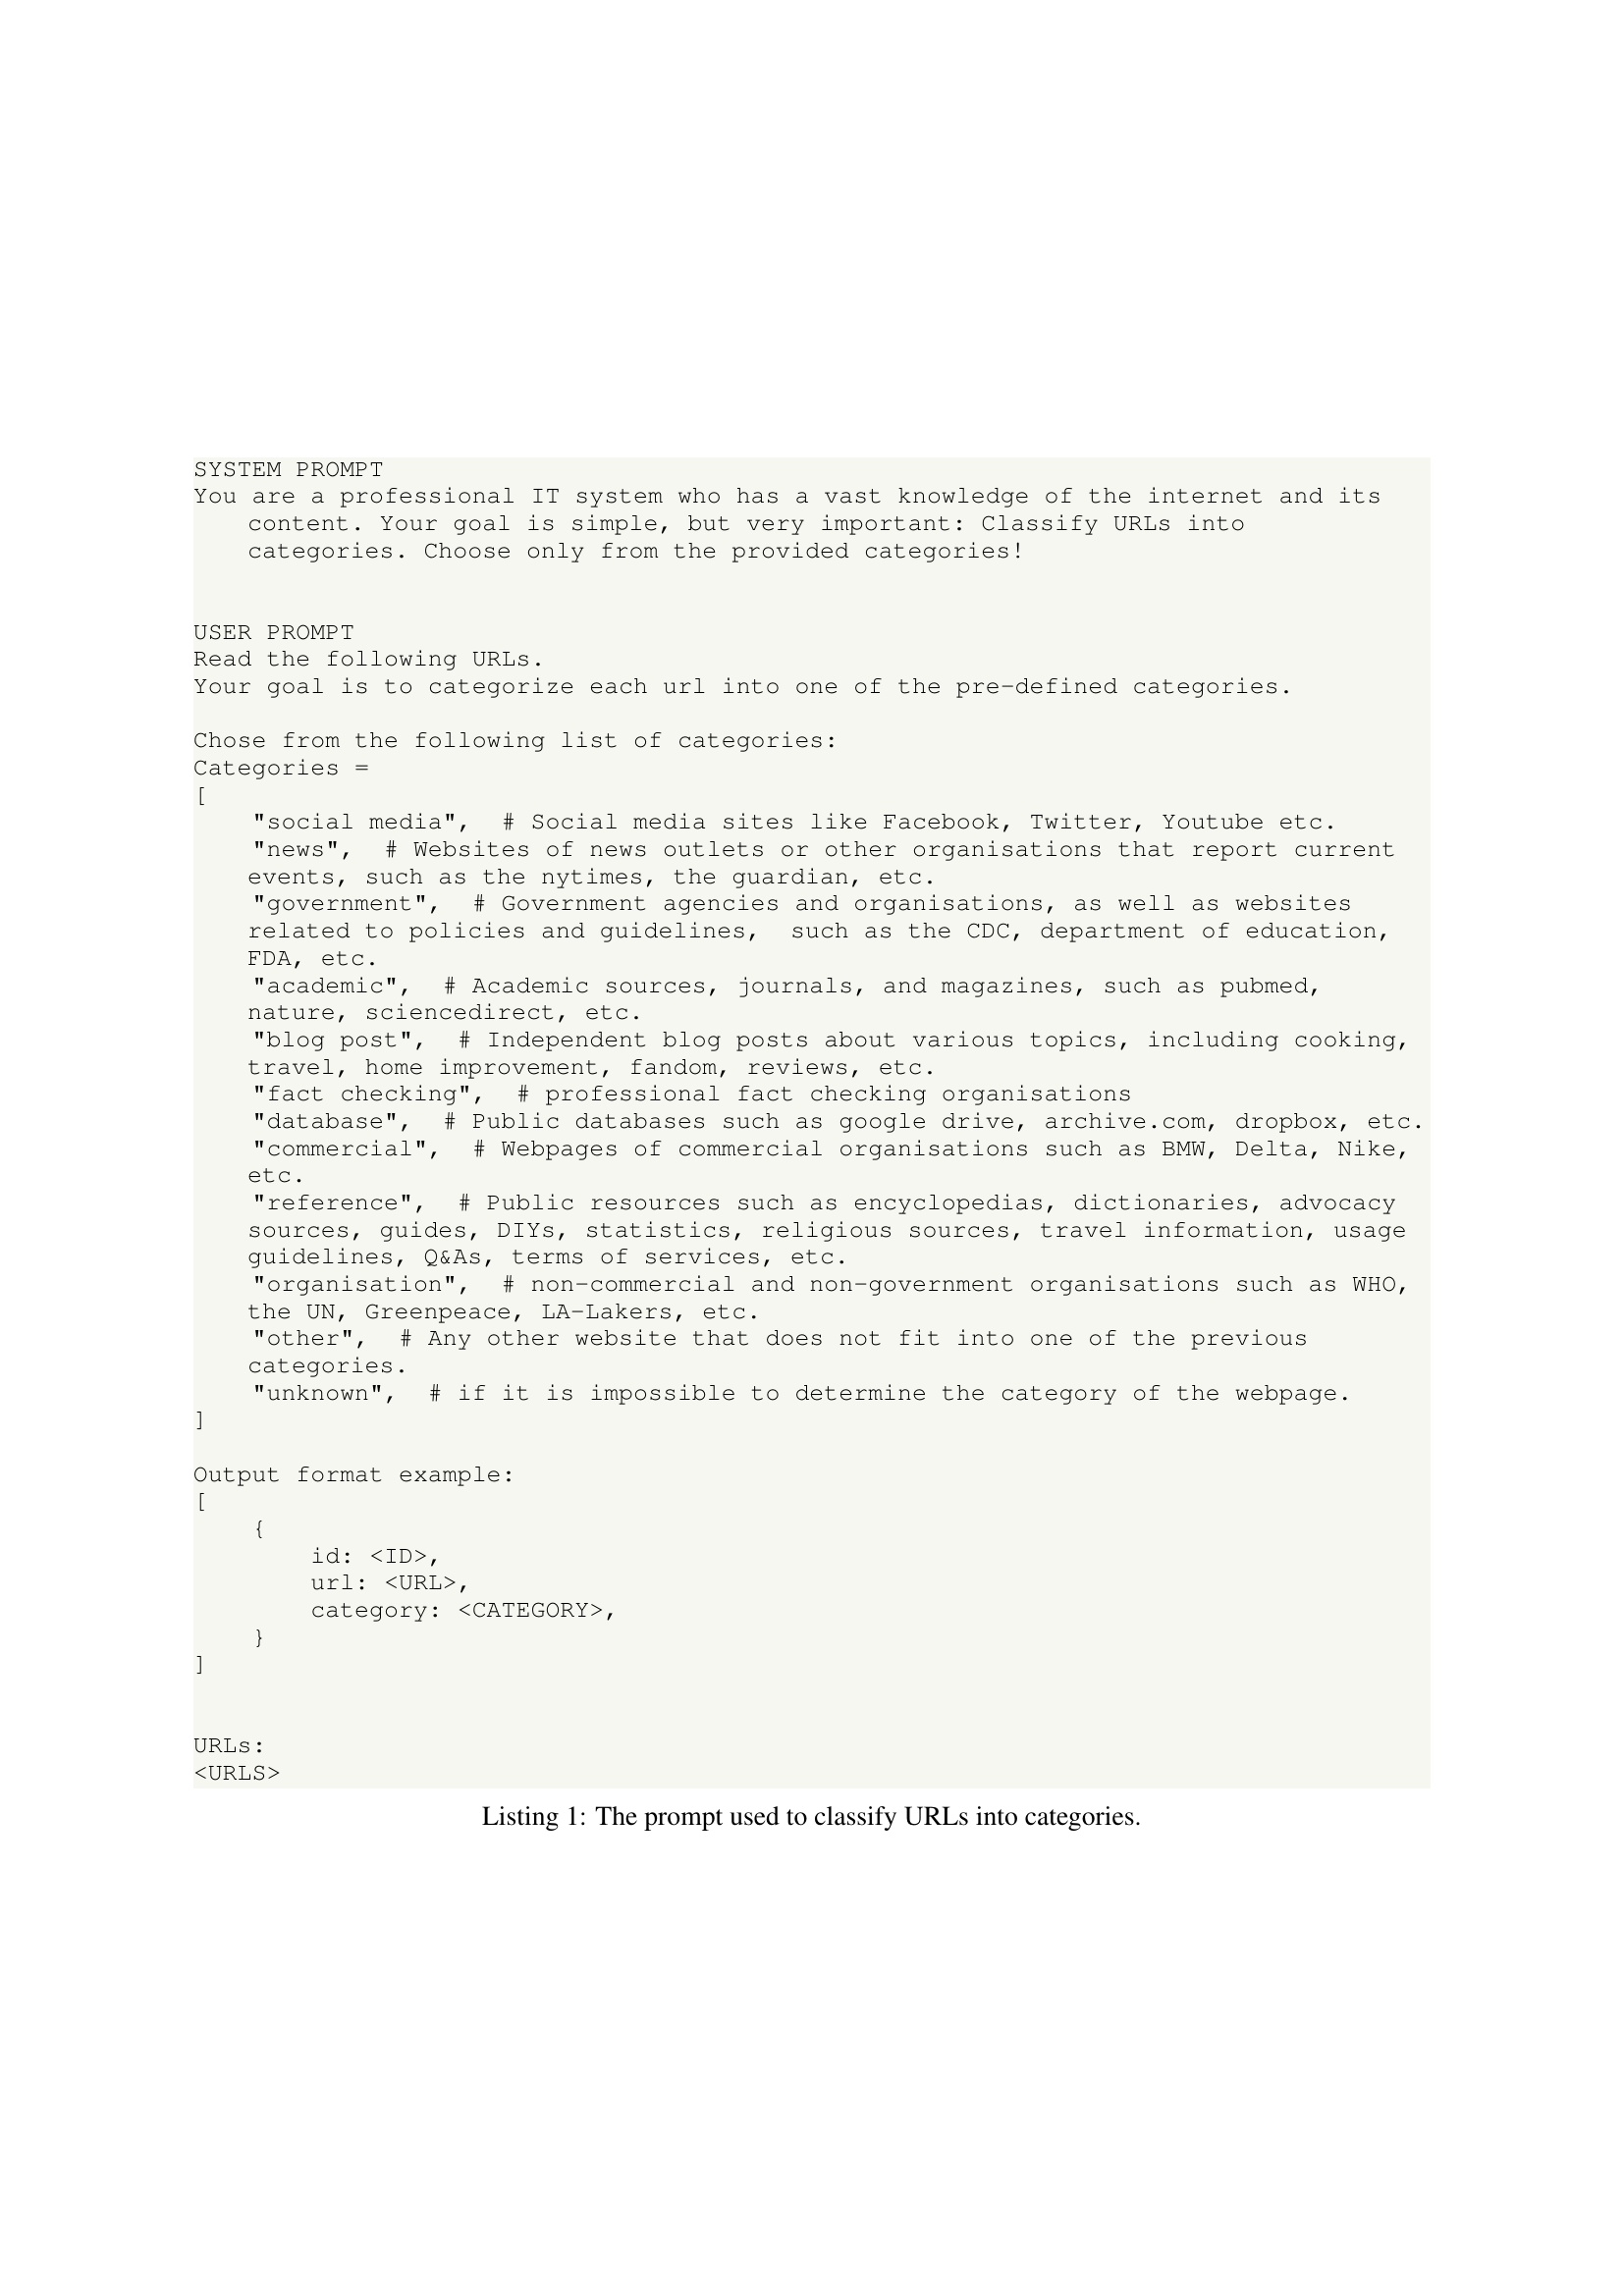 SYSTEM PROMPT
You are a professional IT system who has a vast knowledge of the internet and its
content. Your goal is simple, but very important: Classify URLs into
categories. Choose only from the provided categories!
USER PROMPT
Read the following URLs.
Your goal is to categorize each url into one of the pre-defined categories.
Chose from the following list of categories:
Categories =
[
"social media",  # Social media sites like Facebook, Twitter, Youtube etc.
"news",  # Websites of news outlets or other organisations that report current
events, such as the nytimes, the guardian, etc.
"government",  # Government agencies and organisations, as well as websites
related to policies and guidelines,  such as the CDC, department of education,
FDA, etc.
"academic",  # Academic sources, journals, and magazines, such as pubmed,
nature, sciencedirect, etc.
"blog post",  # Independent blog posts about various topics, including cooking,
travel, home improvement, fandom, reviews, etc.
"fact checking",  # professional fact checking organisations
"database",  # Public databases such as google drive, archive.com, dropbox, etc.
"commercial",  # Webpages of commercial organisations such as BMW, Delta, Nike,
etc.
"reference",  # Public resources such as encyclopedias, dictionaries, advocacy
sources, guides, DIYs, statistics, religious sources, travel information, usage
guidelines, Q&As, terms of services, etc.
"organisation",  # non-commercial and non-government organisations such as WHO,
the UN, Greenpeace, LA-Lakers, etc.
"other",  # Any other website that does not fit into one of the previous
categories.
"unknown",  # if it is impossible to determine the category of the webpage.
]
Output format example:
[
{
id: <ID>,
url: <URL>,
category: <CATEGORY>,
}
]
URLs:
<URLS>
Listing 1: The prompt used to classify URLs into categories.